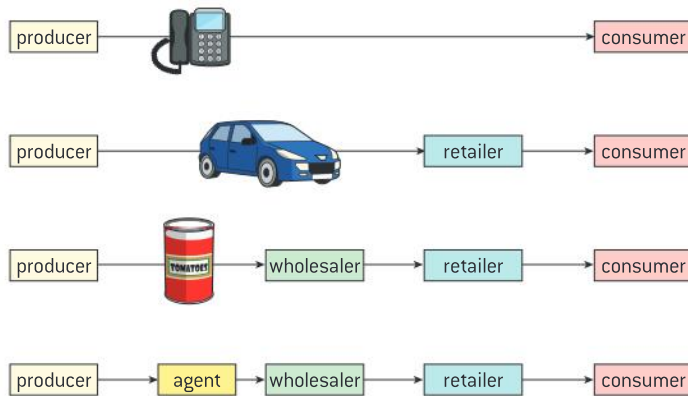 producer consumer
producer retailer consumer
TOMATOES
producer wholesaler retailer consumer
producer agent wholesaler retailer consumer